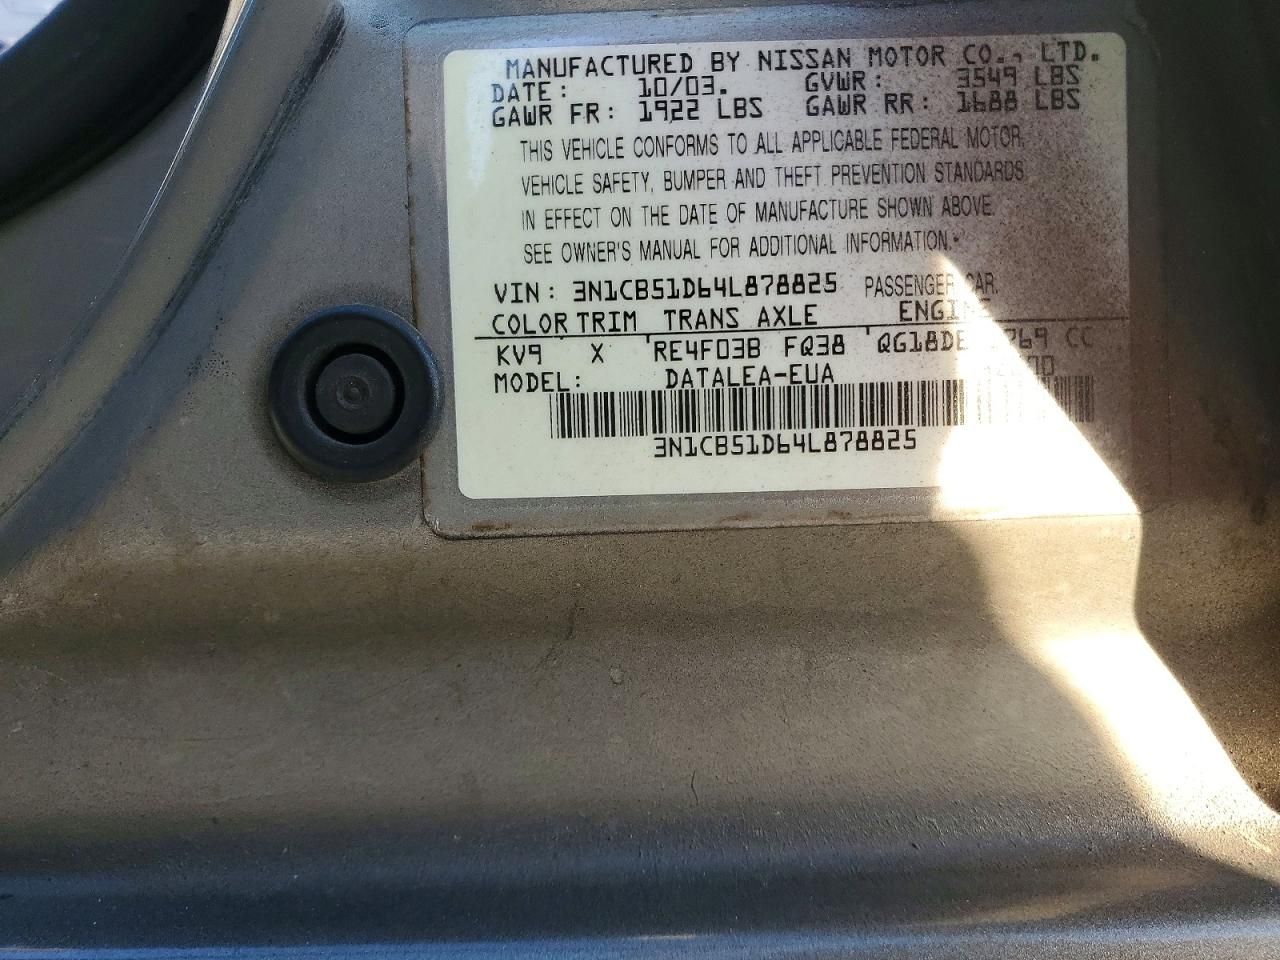 MANUFACTURED BY NISSAN MOTOR CO., LTD.
DATE: 10/03. GVWR: 3549 LBS
GAWR FR: 1922 LBS GAWR RR: 1688 LBS
THIS VEHICLE CONFORMS TO ALL APPLICABLE FEDERAL MOTOR
VEHICLE SAFETY, BUMPER AND THEFT PREVENTION STANDARDS
IN EFFECT ON THE DATE OF MANUFACTURE SHOWN ABOVE.
SEE OWNER'S MANUAL FOR ADDITIONAL INFORMATION.
VIN: 3N1CB51D64L878825 PASSENGER CAR.
COLOR TRIM TRANS AXLE ENGINE
KV9 X RE4F03B FQ38 QG18DE CC
MODEL: DATALEA-EUA
3N1CB51D64L878825